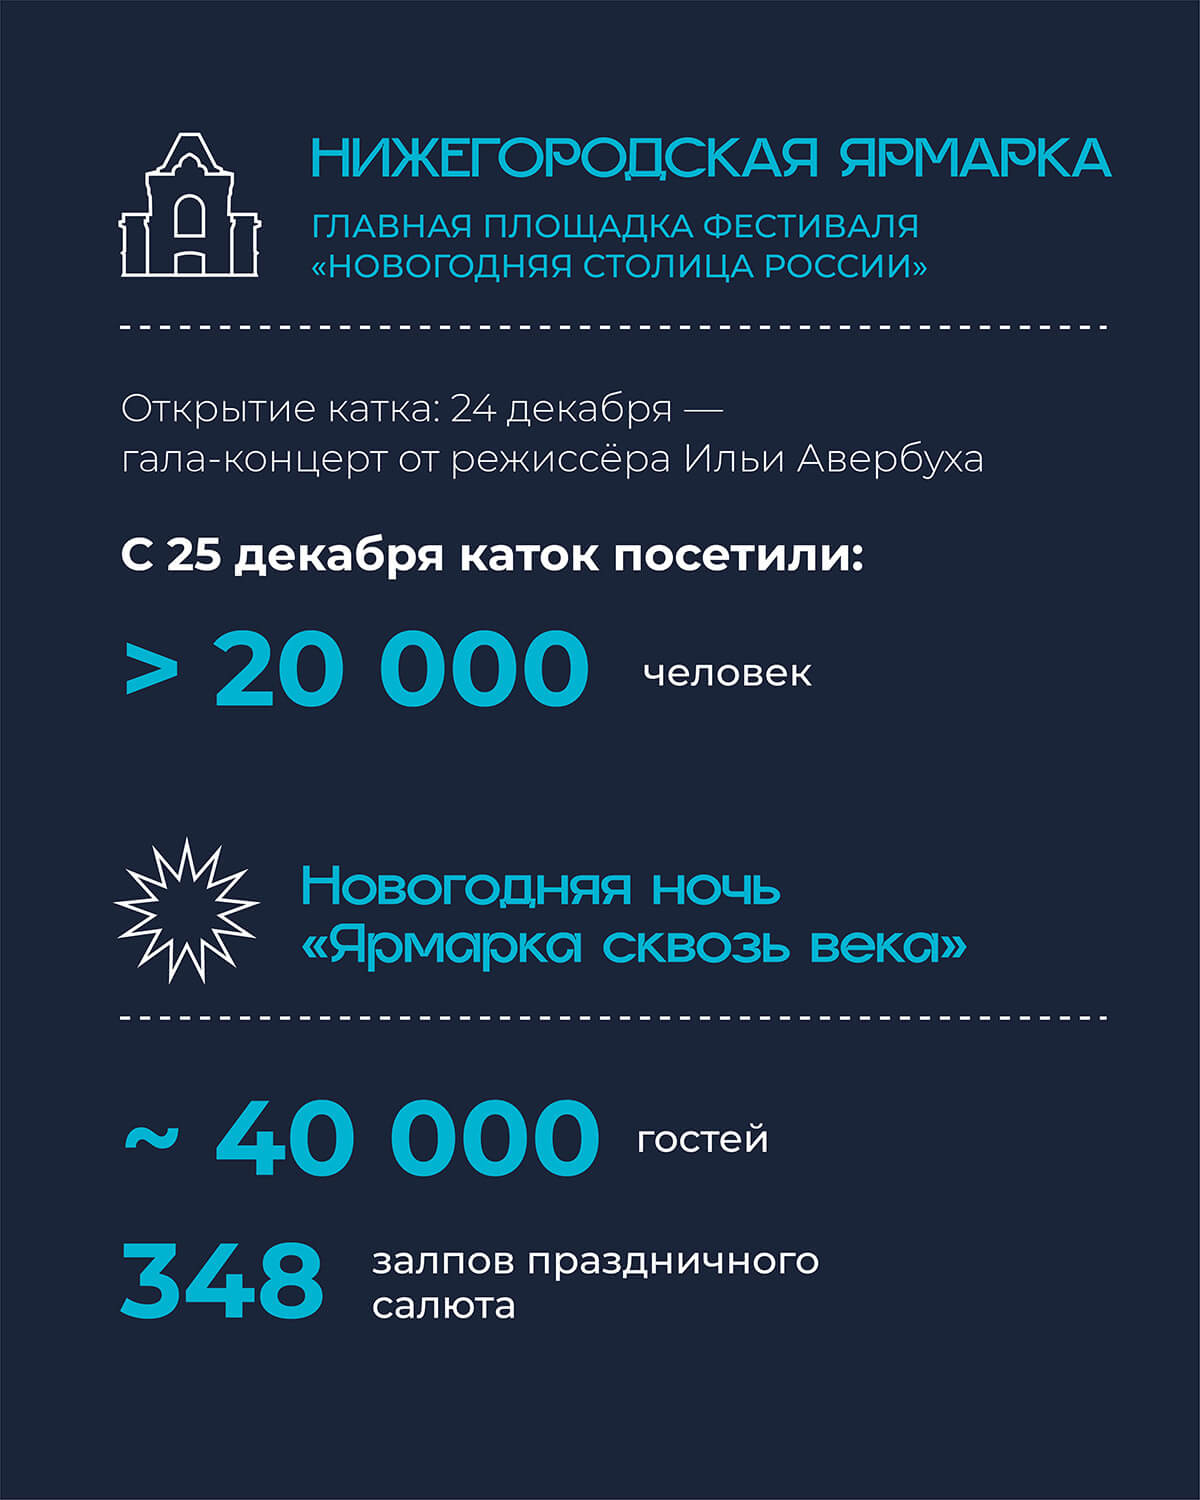 НИЖЕГОРОДСКАЯ ЯРМАРКА
ГЛАВНАЯ ПЛОЩАДКА ФЕСТИВАЛЯ
«НОВОГОДНЯЯ СТОЛИЦА РОССИИ»
Открытие катка: 24 декабря —
гала-концерт от режиссёра Ильи Авербуха
С 25 декабря каток посетили:
> 20 000 человек
Новогодняя ночь
«Ярмарка сквозь века»
~ 40 000 гостей
348 залпов праздничного
салюта